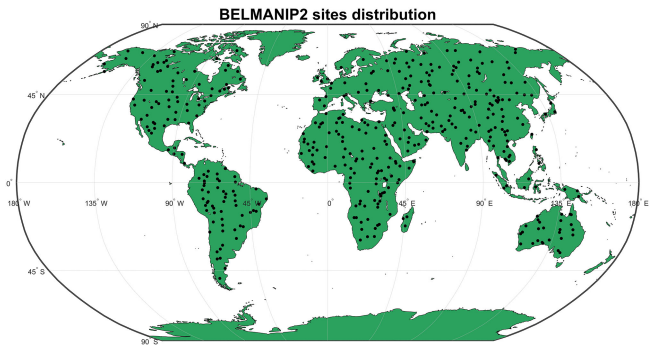 BELMANIP2 sites distribution
90° N
45° N
0°
180° W 135° W 90° W 45° W 0° 45° E 90° E 135° E 180° E
45° S
90° S